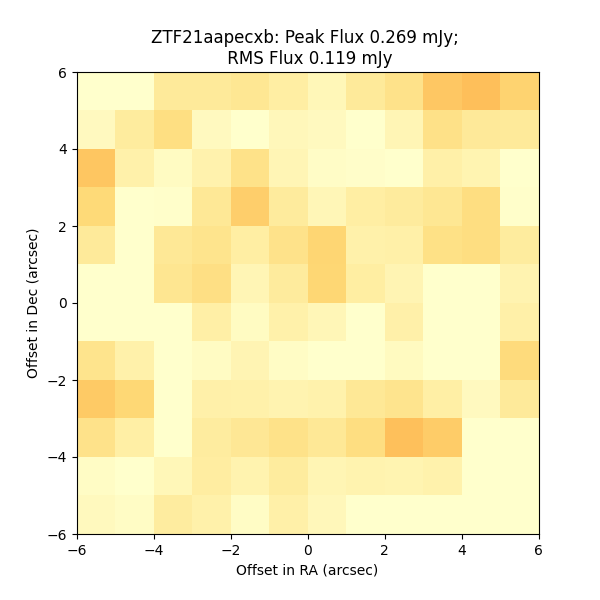 ZTF21aapecxb: Peak Flux 0.269 mJy;
RMS Flux 0.119 mJy
6
4
2
0
−2
−4
−6
Offset in Dec (arcsec)
−6 −4 −2 0 2 4 6
Offset in RA (arcsec)